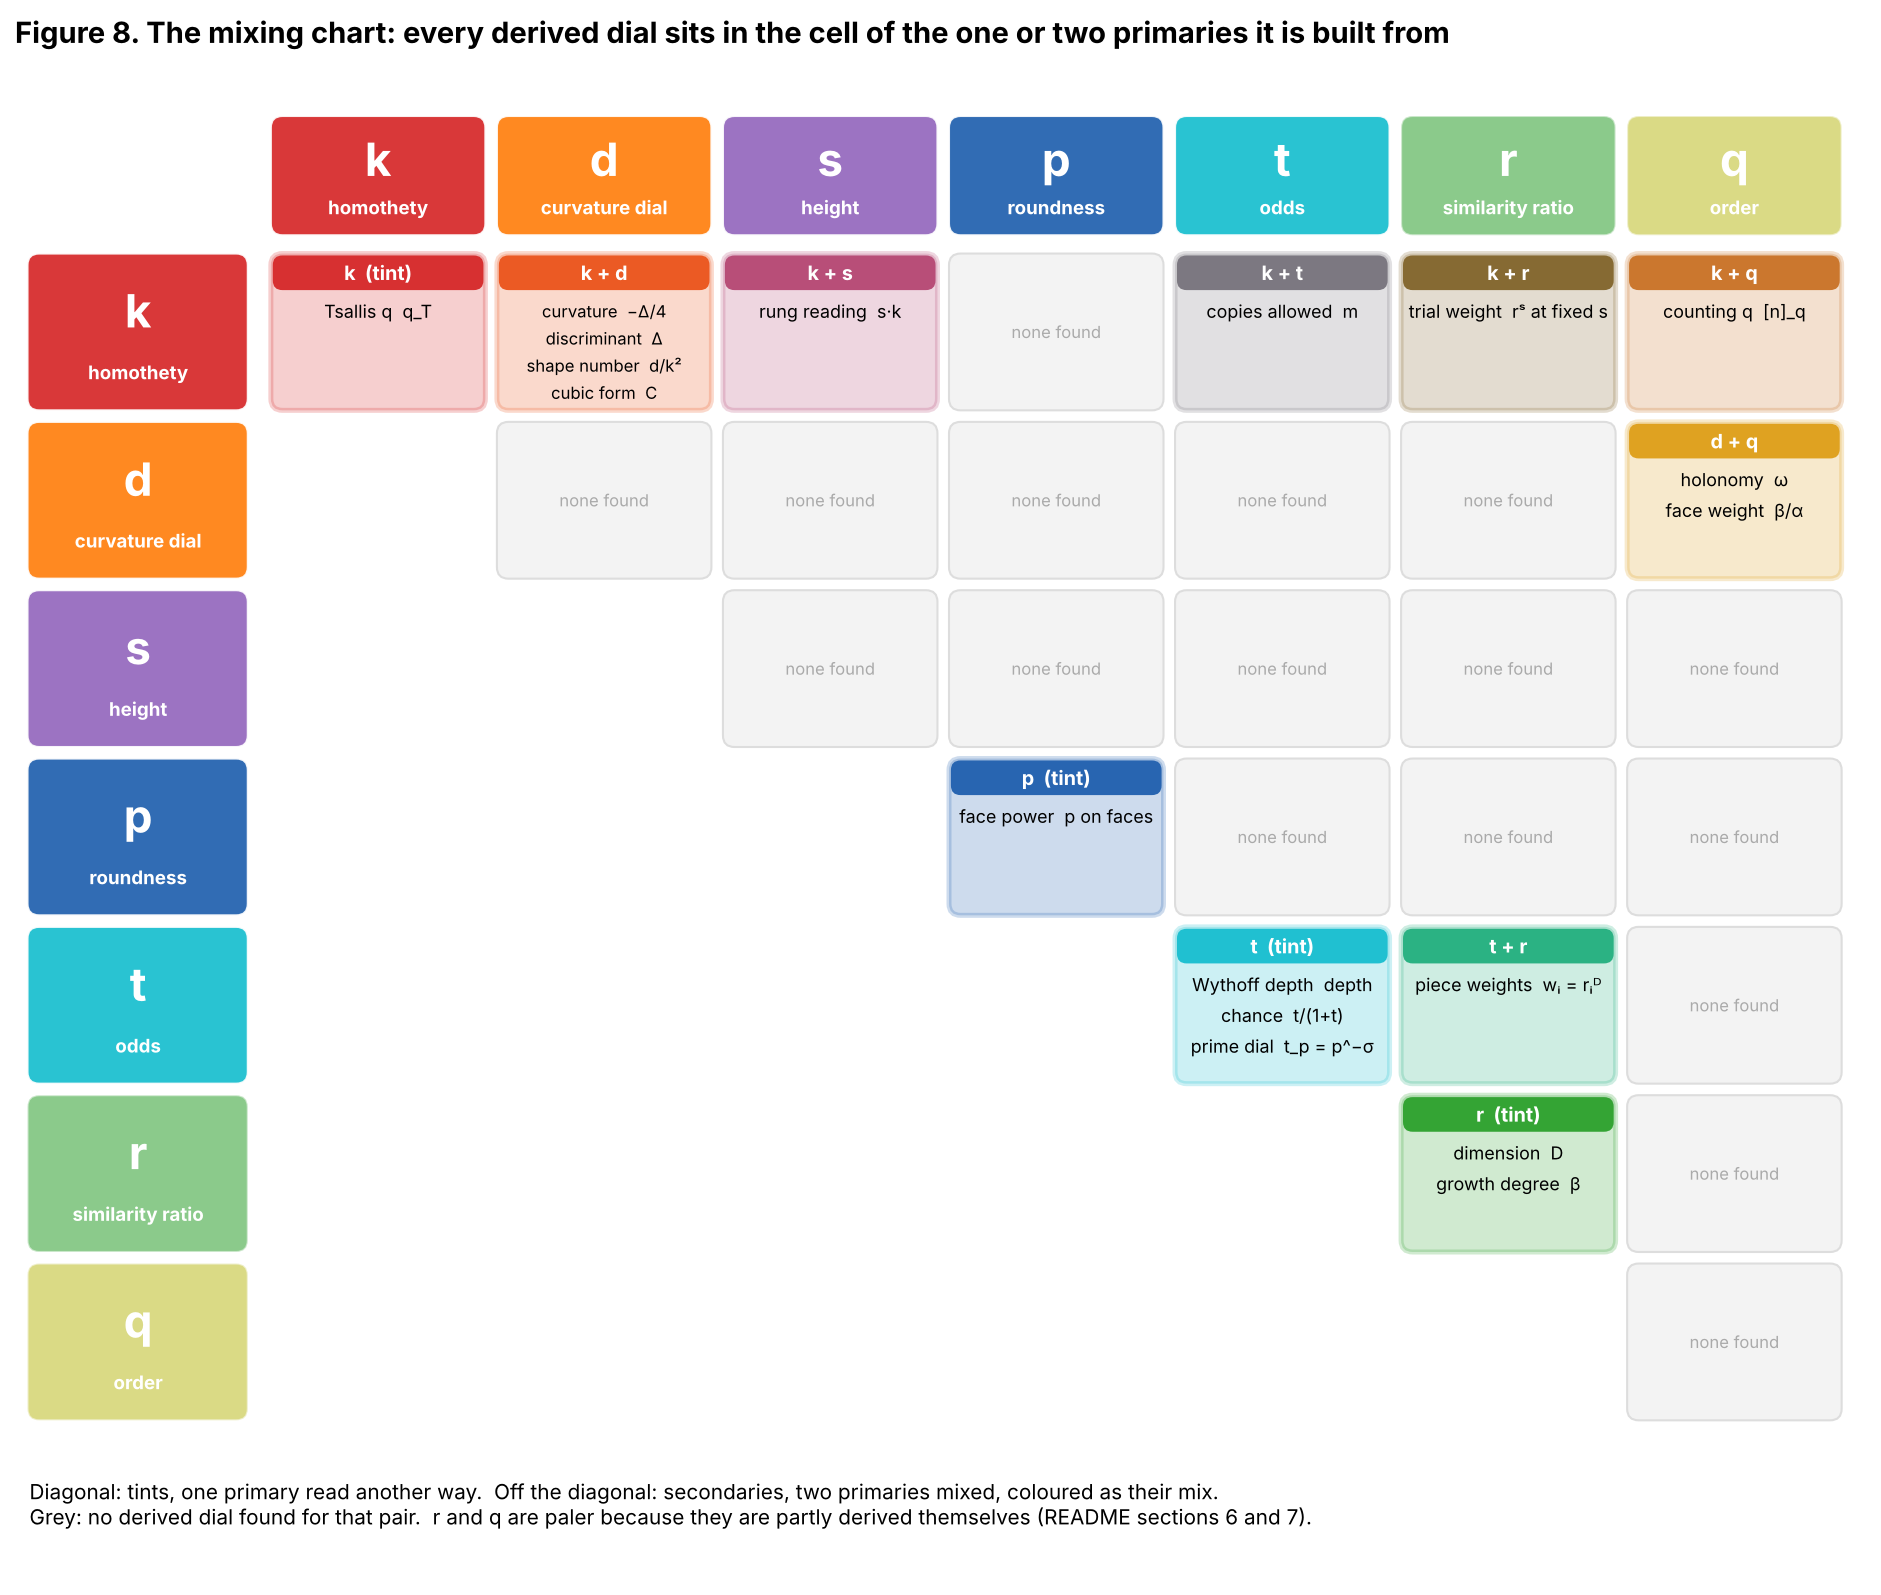 Figure 8. The mixing chart: every derived dial sits in the cell of the one or two primaries it is built from
k
homothety
d
curvature dial
s
height
p
roundness
t
odds
r
similarity ratio
q
order
k
homothety
k (tint)
Tsallis q q_T
k + d
curvature −Δ/4
discriminant Δ
shape number d/k²
cubic form C
k + s
rung reading s·k
none found
k + t
copies allowed m
k + r
trial weight rˢ at fixed s
k + q
counting q [n]_q
d
curvature dial
none found
none found
none found
none found
none found
d + q
holonomy ω
face weight β/α
s
height
none found
none found
none found
none found
none found
p
roundness
p (tint)
face power p on faces
none found
none found
none found
t
odds
t (tint)
Wythoff depth depth
chance t/(1+t)
prime dial t_p = p^−σ
t + r
piece weights wᵢ = rᵢᴰ
none found
r
similarity ratio
r (tint)
dimension D
growth degree β
none found
q
order
none found
Diagonal: tints, one primary read another way. Off the diagonal: secondaries, two primaries mixed, coloured as their mix.
Grey: no derived dial found for that pair. r and q are paler because they are partly derived themselves (README sections 6 and 7).